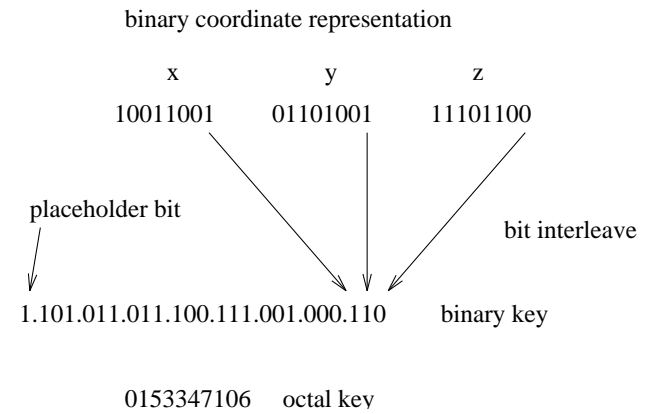 binary coordinate representation
x y z
10011001 01101001 11101100
placeholder bit
bit interleave
1.101.011.011.100.111.001.000.110 binary key
0153347106 octal key